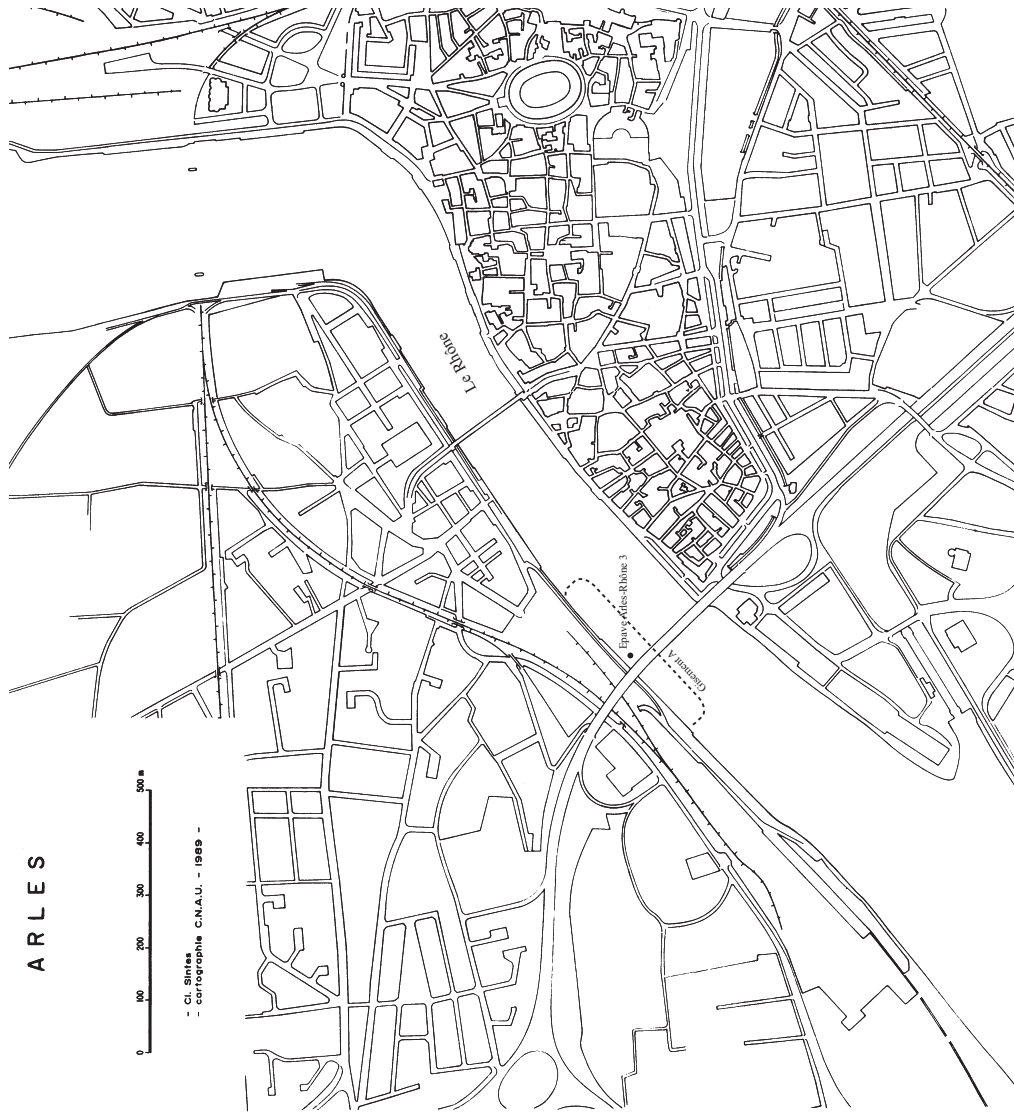 Le Rhône
Epave Arles-Rhône 3
Gisement A
ARLES
0 100 200 300 400 500 m
- Cl. Sintes
- cartographie C.N.A.U. - 1989 -